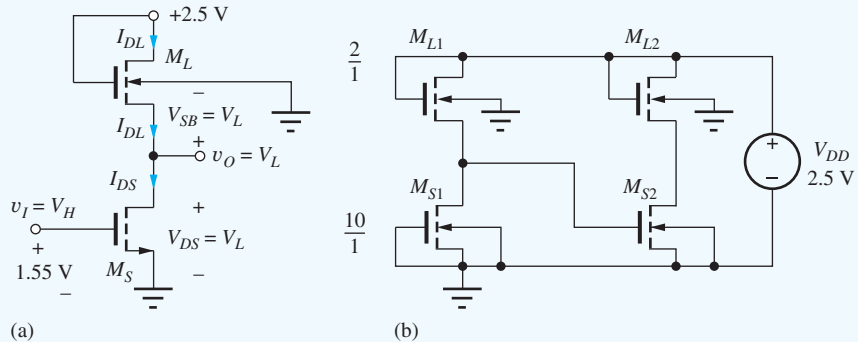 +2.5 V
I_DL
M_L
−
V_SB = V_L
I_DL
+
v_O = V_L
I_DS
v_I = V_H
+
V_DS = V_L
+
1.55 V
−
M_S
−
(a)
M_L1
M_L2
2/1
+
−
V_DD
2.5 V
M_S1
M_S2
10/1
(b)